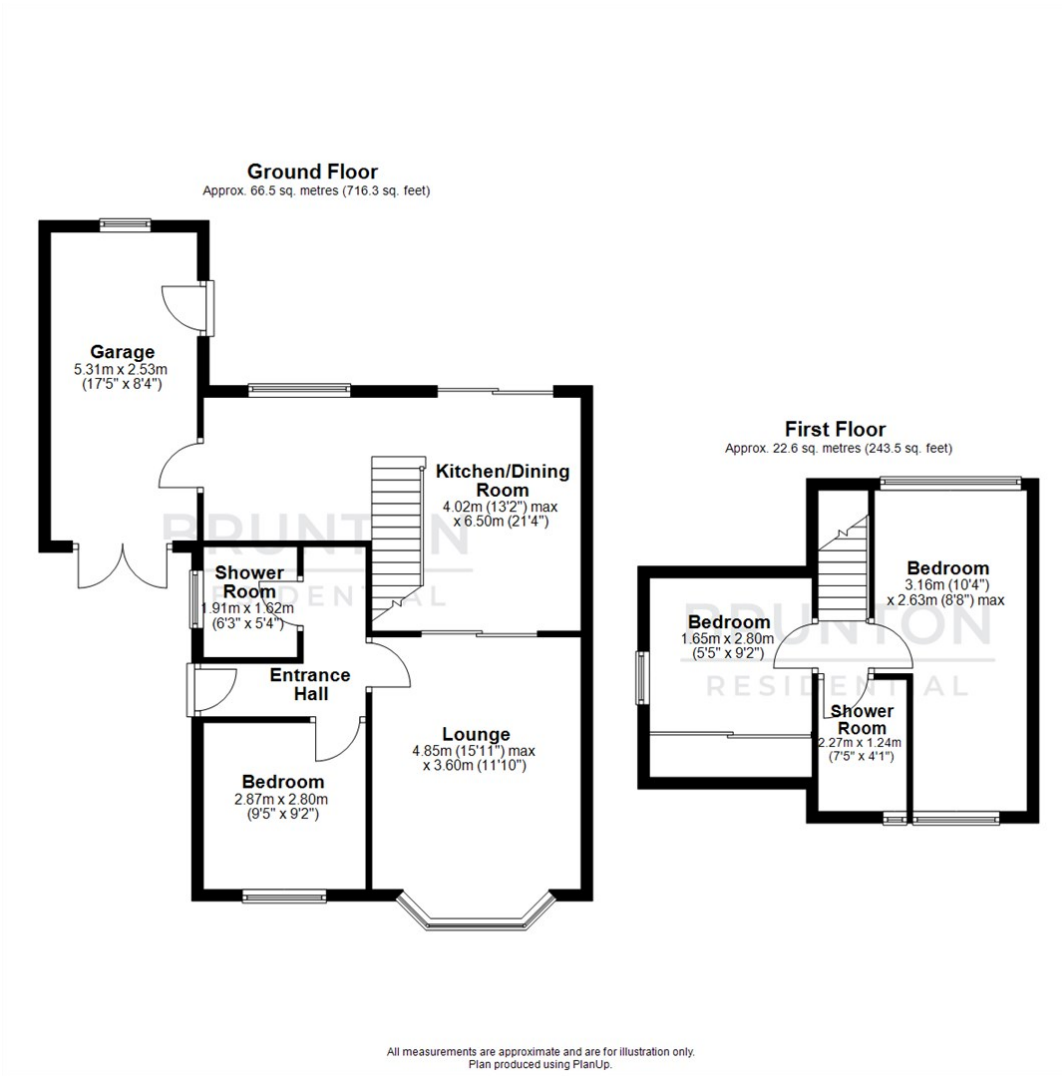 Ground Floor
Approx. 66.5 sq. metres (716.3 sq. feet)
Garage
5.31m x 2.53m
(17'5" x 8'4")
Kitchen/Dining
Room
4.02m (13'2") max
x 6.50m (21'4")
BRUNTON
RESIDENTIAL
Shower
Room
1.91m x 1.62m
(6'3" x 5'4")
Entrance
Hall
Lounge
4.85m (15'11") max
x 3.60m (11'10")
Bedroom
2.87m x 2.80m
(9'5" x 9'2")
First Floor
Approx. 22.6 sq. metres (243.5 sq. feet)
Bedroom
3.16m (10'4")
x 2.63m (8'8") max
Bedroom
1.65m x 2.80m
(5'5" x 9'2")
BRUNTON
RESIDENTIAL
Shower
Room
2.27m x 1.24m
(7'5" x 4'1")
All measurements are approximate and are for illustration only.
Plan produced using PlanUp.